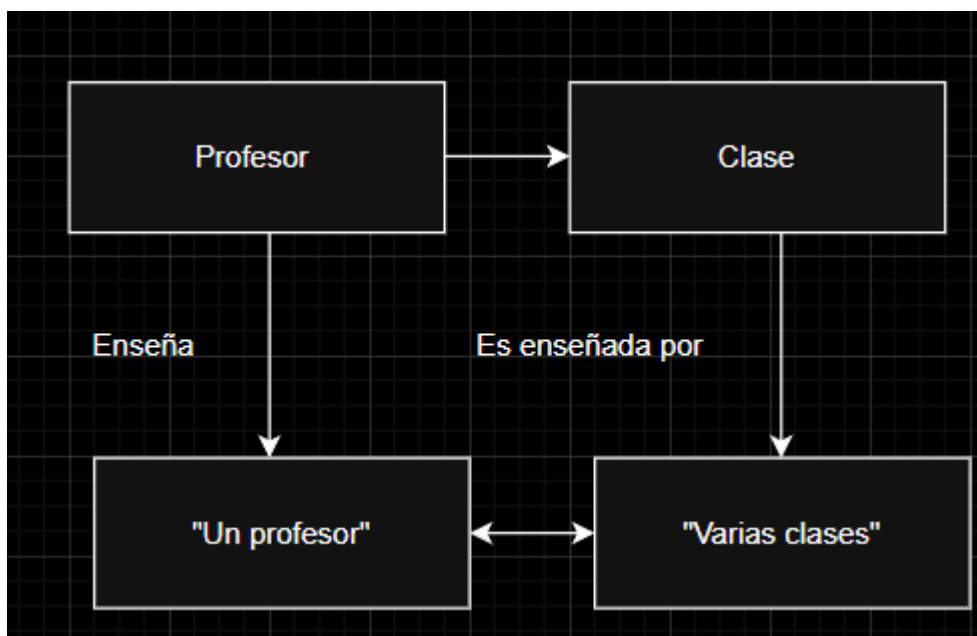 Profesor
Clase
Enseña
Es enseñada por
"Un profesor"
"Varias clases"